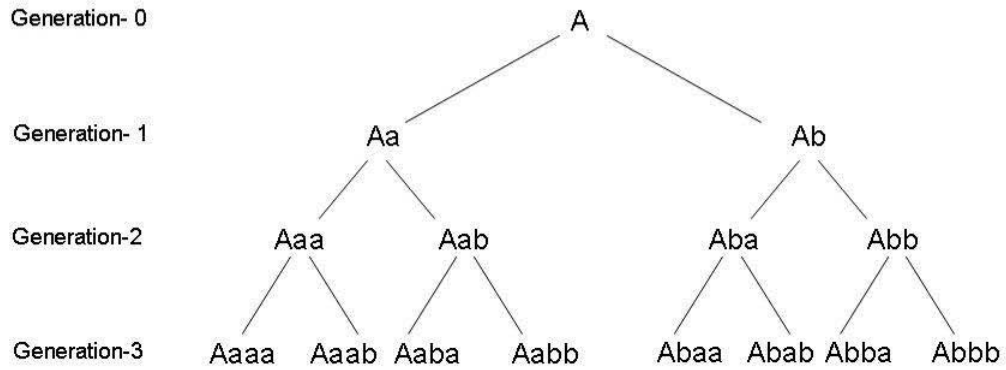 Generation- 0 A
Generation- 1 Aa Ab
Generation-2 Aaa Aab Aba Abb
Generation-3 Aaaa Aaab Aaba Aabb Abaa Abab Abba Abbb